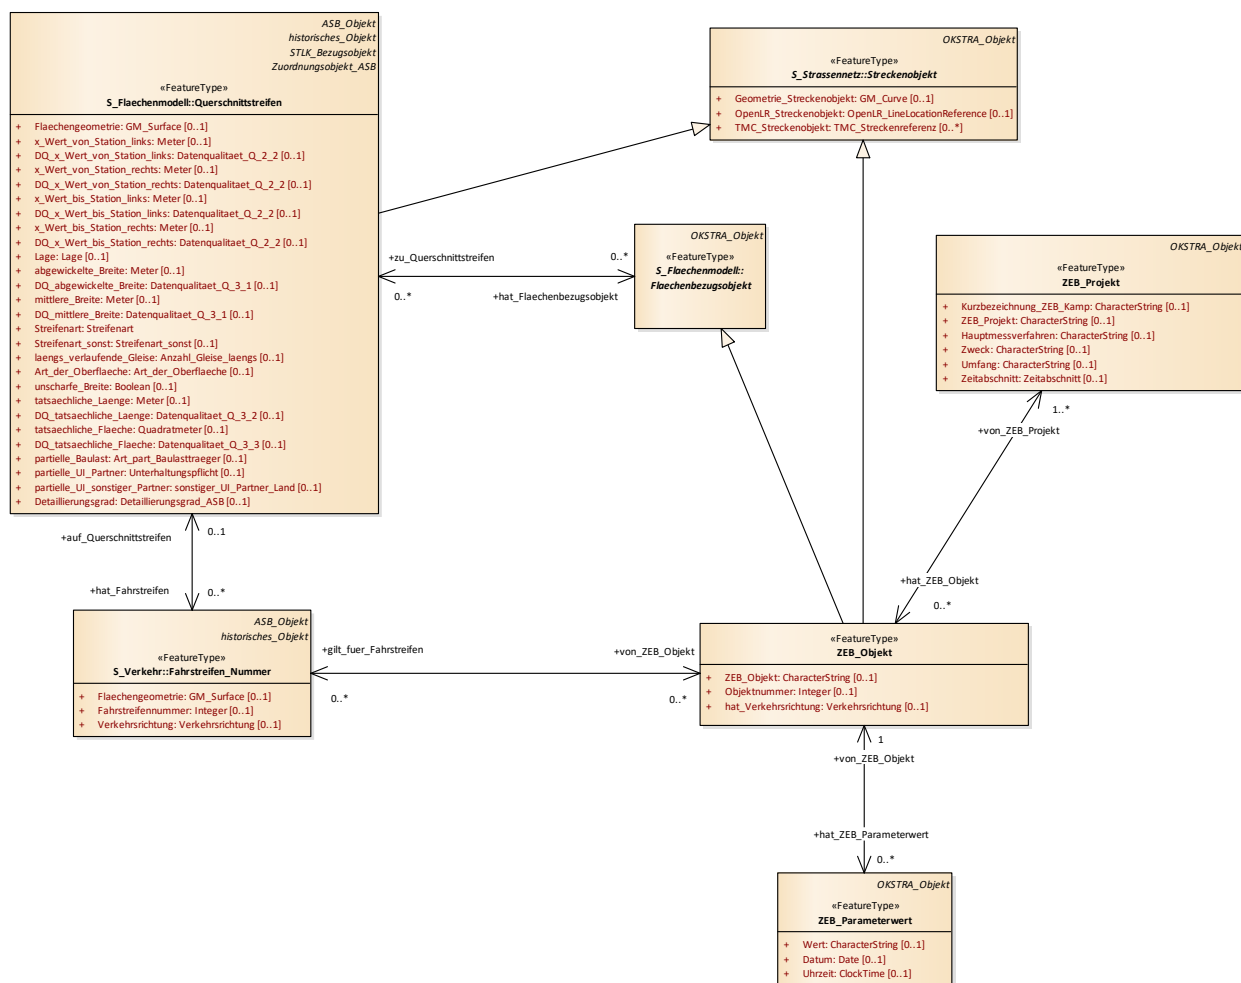 ASB_Objekt
historisches_Objekt
STLK_Bezugsobjekt
Zuordnungsobjekt_ASB
«FeatureType»
S_Flaechenmodell::Querschnittstreifen
+ Flaechengeometrie: GM_Surface [0..1]
+ x_Wert_von_Station_links: Meter [0..1]
+ DQ_x_Wert_von_Station_links: Datenqualitaet_Q_2_2 [0..1]
+ x_Wert_von_Station_rechts: Meter [0..1]
+ DQ_x_Wert_von_Station_rechts: Datenqualitaet_Q_2_2 [0..1]
+ x_Wert_bis_Station_links: Meter [0..1]
+ DQ_x_Wert_bis_Station_links: Datenqualitaet_Q_2_2 [0..1]
+ x_Wert_bis_Station_rechts: Meter [0..1]
+ DQ_x_Wert_bis_Station_rechts: Datenqualitaet_Q_2_2 [0..1]
+ Lage: Lage [0..1]
+ abgewickelte_Breite: Meter [0..1]
+ DQ_abgewickelte_Breite: Datenqualitaet_Q_3_1 [0..1]
+ mittlere_Breite: Meter [0..1]
+ DQ_mittlere_Breite: Datenqualitaet_Q_3_1 [0..1]
+ Streifenart: Streifenart
+ Streifenart_sonst: Streifenart_sonst [0..1]
+ laengs_verlaufende_Gleise: Anzahl_Gleise_laengs [0..1]
+ Art_der_Oberflaeche: Art_der_Oberflaeche [0..1]
+ unscharfe_Breite: Boolean [0..1]
+ tatsaechliche_Laenge: Meter [0..1]
+ DQ_tatsaechliche_Laenge: Datenqualitaet_Q_3_2 [0..1]
+ tatsaechliche_Flaeche: Quadratmeter [0..1]
+ DQ_tatsaechliche_Flaeche: Datenqualitaet_Q_3_3 [0..1]
+ partielle_Baulast: Art_part_Baulasttraeger [0..1]
+ partielle_UI_Partner: Unterhaltungspflicht [0..1]
+ partielle_UI_sonstiger_Partner: sonstiger_UI_Partner_Land [0..1]
+ Detaillierungsgrad: Detaillierungsgrad_ASB [0..1]
OKSTRA_Objekt
«FeatureType»
S_Strassennetz::Streckenobjekt
+ Geometrie_Streckenobjekt: GM_Curve [0..1]
+ OpenLR_Streckenobjekt: OpenLR_LineLocationReference [0..1]
+ TMC_Streckenobjekt: TMC_Streckenreferenz [0..*]
+zu_Querschnittstreifen
0..*
0..*
+hat_Flaechenbezugsobjekt
OKSTRA_Objekt
«FeatureType»
S_Flaechenmodell::
Flaechenbezugsobjekt
OKSTRA_Objekt
«FeatureType»
ZEB_Projekt
+ Kurzbezeichnung_ZEB_Kamp: CharacterString [0..1]
+ ZEB_Projekt: CharacterString [0..1]
+ Hauptmessverfahren: CharacterString [0..1]
+ Zweck: CharacterString [0..1]
+ Umfang: CharacterString [0..1]
+ Zeitabschnitt: Zeitabschnitt [0..1]
1..*
+von_ZEB_Projekt
+hat_ZEB_Objekt
0..*
+auf_Querschnittstreifen
0..1
+hat_Fahrstreifen
0..*
ASB_Objekt
historisches_Objekt
«FeatureType»
S_Verkehr::Fahrstreifen_Nummer
+ Flaechengeometrie: GM_Surface [0..1]
+ Fahrstreifennummer: Integer [0..1]
+ Verkehrsrichtung: Verkehrsrichtung [0..1]
+gilt_fuer_Fahrstreifen
0..*
+von_ZEB_Objekt
0..*
«FeatureType»
ZEB_Objekt
+ ZEB_Objekt: CharacterString [0..1]
+ Objektnummer: Integer [0..1]
+ hat_Verkehrsrichtung: Verkehrsrichtung [0..1]
1
+von_ZEB_Objekt
+hat_ZEB_Parameterwert
0..*
OKSTRA_Objekt
«FeatureType»
ZEB_Parameterwert
+ Wert: CharacterString [0..1]
+ Datum: Date [0..1]
+ Uhrzeit: ClockTime [0..1]